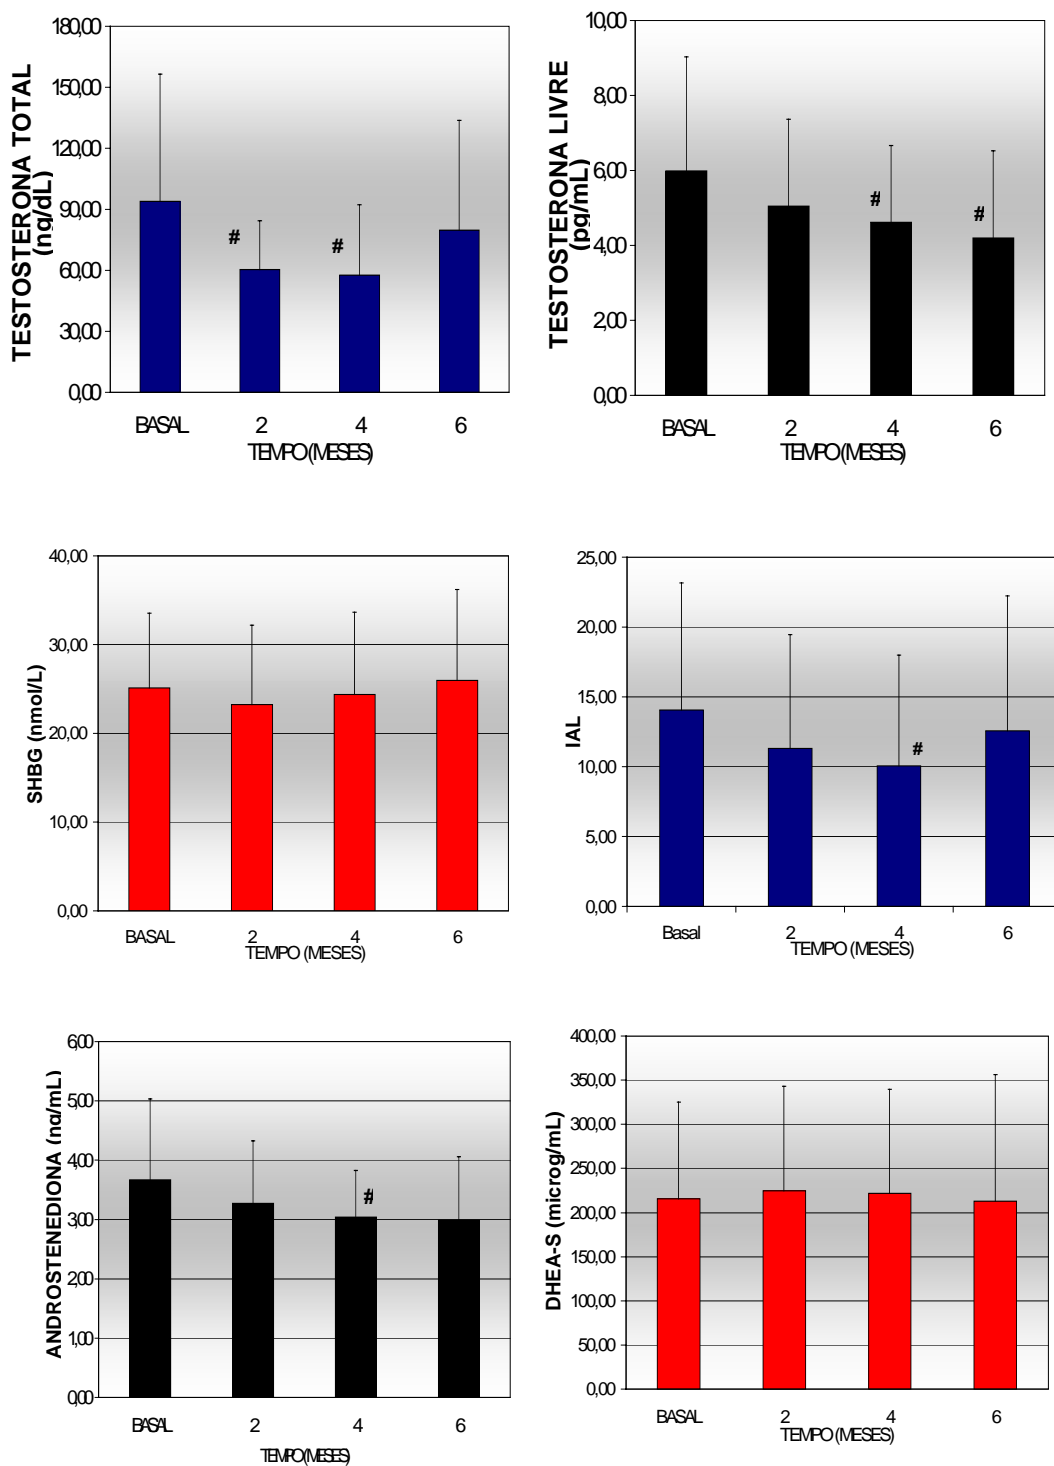 TESTOSTERONA TOTAL
(ng/dL)
180,00
150,00
120,00
90,00
60,00
30,00
0,00
#
#
BASAL 2 4 6
TEMPO (MESES)
TESTOSTERONA LIVRE
(pg/mL)
10,00
8,00
6,00
4,00
2,00
0,00
#
#
BASAL 2 4 6
TEMPO (MESES)
SHBG (nmol/L)
40,00
30,00
20,00
10,00
0,00
BASAL 2 4 6
TEMPO (MESES)
IAL
25,00
20,00
15,00
10,00
5,00
0,00
#
Basal 2 4 6
TEMPO (MESES)
ANDROSTENEDIONA (ng/mL)
6,00
5,00
4,00
3,00
2,00
1,00
0,00
#
BASAL 2 4 6
TEMPO (MESES)
DHEA-S (microg/mL)
400,00
350,00
300,00
250,00
200,00
150,00
100,00
50,00
0,00
BASAL 2 4 6
TEMPO (MESES)